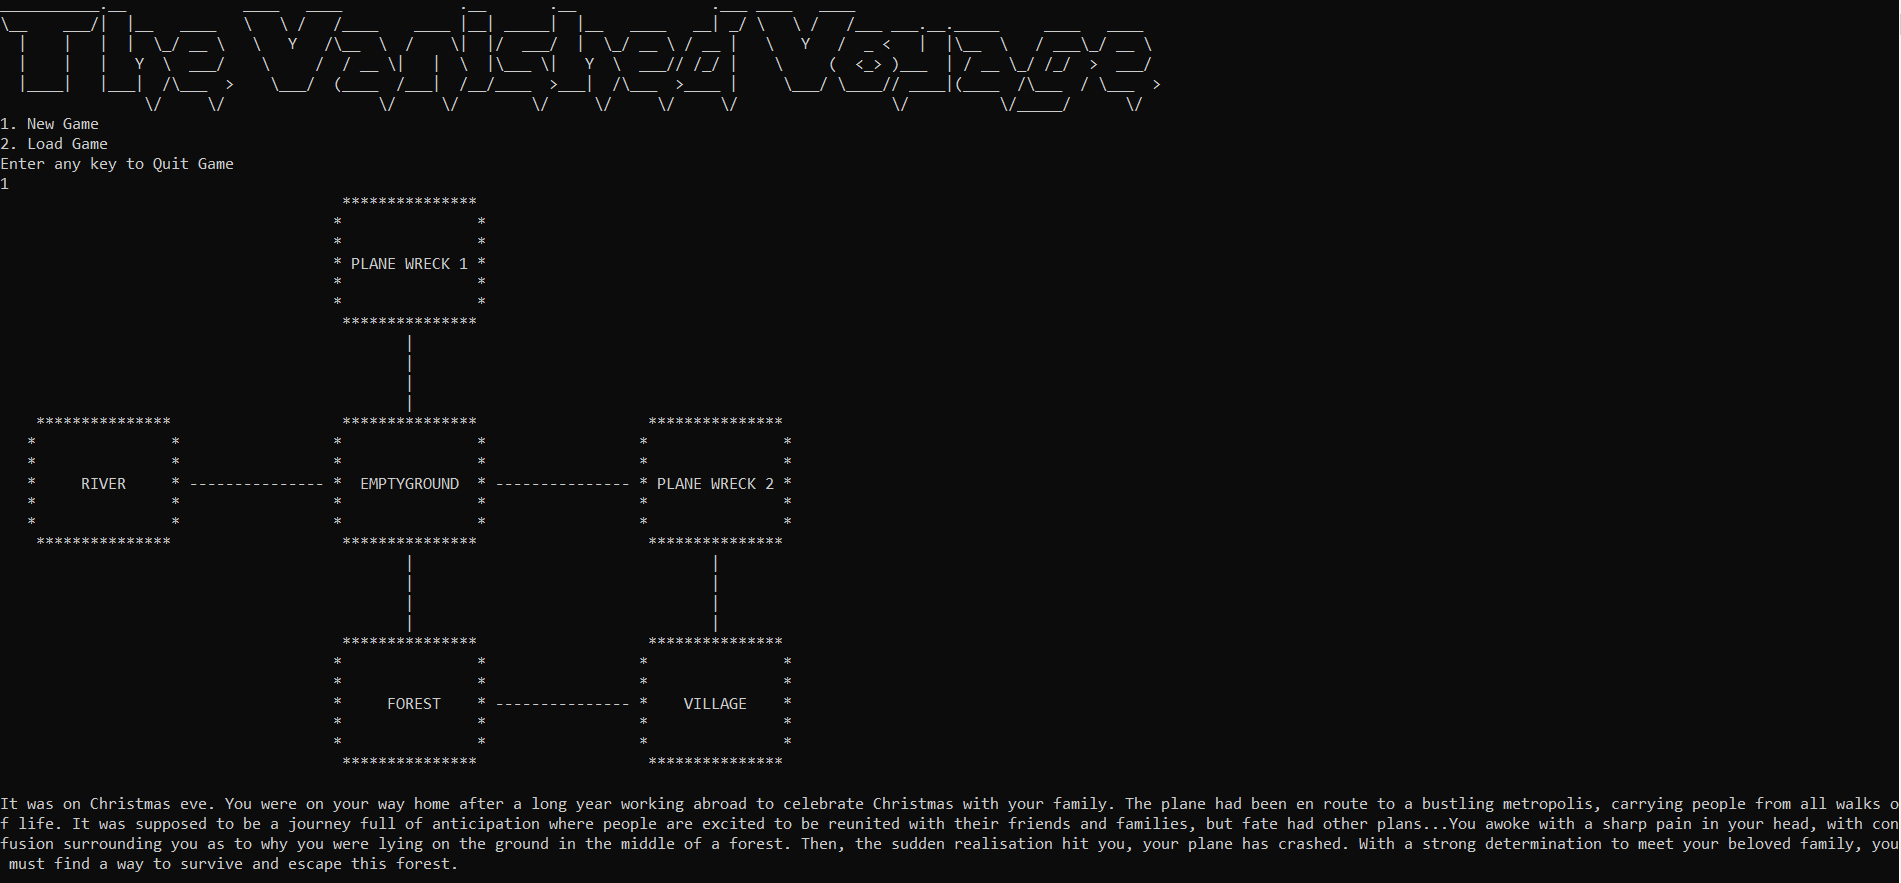 The Vanished Voyage
1. New Game
2. Load Game
Enter any key to Quit Game
1
PLANE WRECK 1
RIVER
EMPTYGROUND
PLANE WRECK 2
FOREST
VILLAGE
It was on Christmas eve. You were on your way home after a long year working abroad to celebrate Christmas with your family. The plane had been en route to a bustling metropolis, carrying people from all walks o
f life. It was supposed to be a journey full of anticipation where people are excited to be reunited with their friends and families, but fate had other plans...You awoke with a sharp pain in your head, with con
fusion surrounding you as to why you were lying on the ground in the middle of a forest. Then, the sudden realisation hit you, your plane has crashed. With a strong determination to meet your beloved family, you
must find a way to survive and escape this forest.